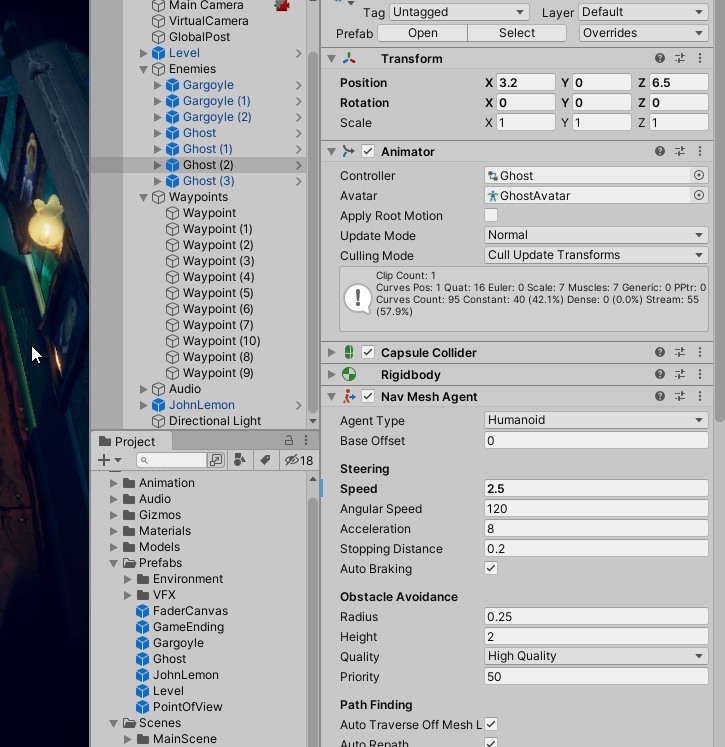 Main Camera
VirtualCamera
GlobalPost
Level
Enemies
Gargoyle
Gargoyle (1)
Gargoyle (2)
Ghost
Ghost (1)
Ghost (2)
Ghost (3)
Waypoints
Waypoint
Waypoint (1)
Waypoint (2)
Waypoint (3)
Waypoint (4)
Waypoint (5)
Waypoint (6)
Waypoint (7)
Waypoint (10)
Waypoint (8)
Waypoint (9)
Audio
JohnLemon
Directional Light
Project
18
Animation
Audio
Gizmos
Materials
Models
Prefabs
Environment
VFX
FaderCanvas
GameEnding
Gargoyle
Ghost
JohnLemon
Level
PointOfView
Scenes
MainScene
Tag Untagged Layer Default
Prefab Open Select Overrides
Transform
Position X 3.2 Y 0 Z 6.5
Rotation X 0 Y 0 Z 0
Scale X 1 Y 1 Z 1
Animator
Controller Ghost
Avatar GhostAvatar
Apply Root Motion
Update Mode Normal
Culling Mode Cull Update Transforms
Clip Count: 1
Curves Pos: 1 Quat: 16 Euler: 0 Scale: 7 Muscles: 7 Generic: 0 PPtr: 0
Curves Count: 95 Constant: 40 (42.1%) Dense: 0 (0.0%) Stream: 55
(57.9%)
Capsule Collider
Rigidbody
Nav Mesh Agent
Agent Type Humanoid
Base Offset 0
Steering
Speed 2.5
Angular Speed 120
Acceleration 8
Stopping Distance 0.2
Auto Braking
Obstacle Avoidance
Radius 0.25
Height 2
Quality High Quality
Priority 50
Path Finding
Auto Traverse Off Mesh L
Auto Repath